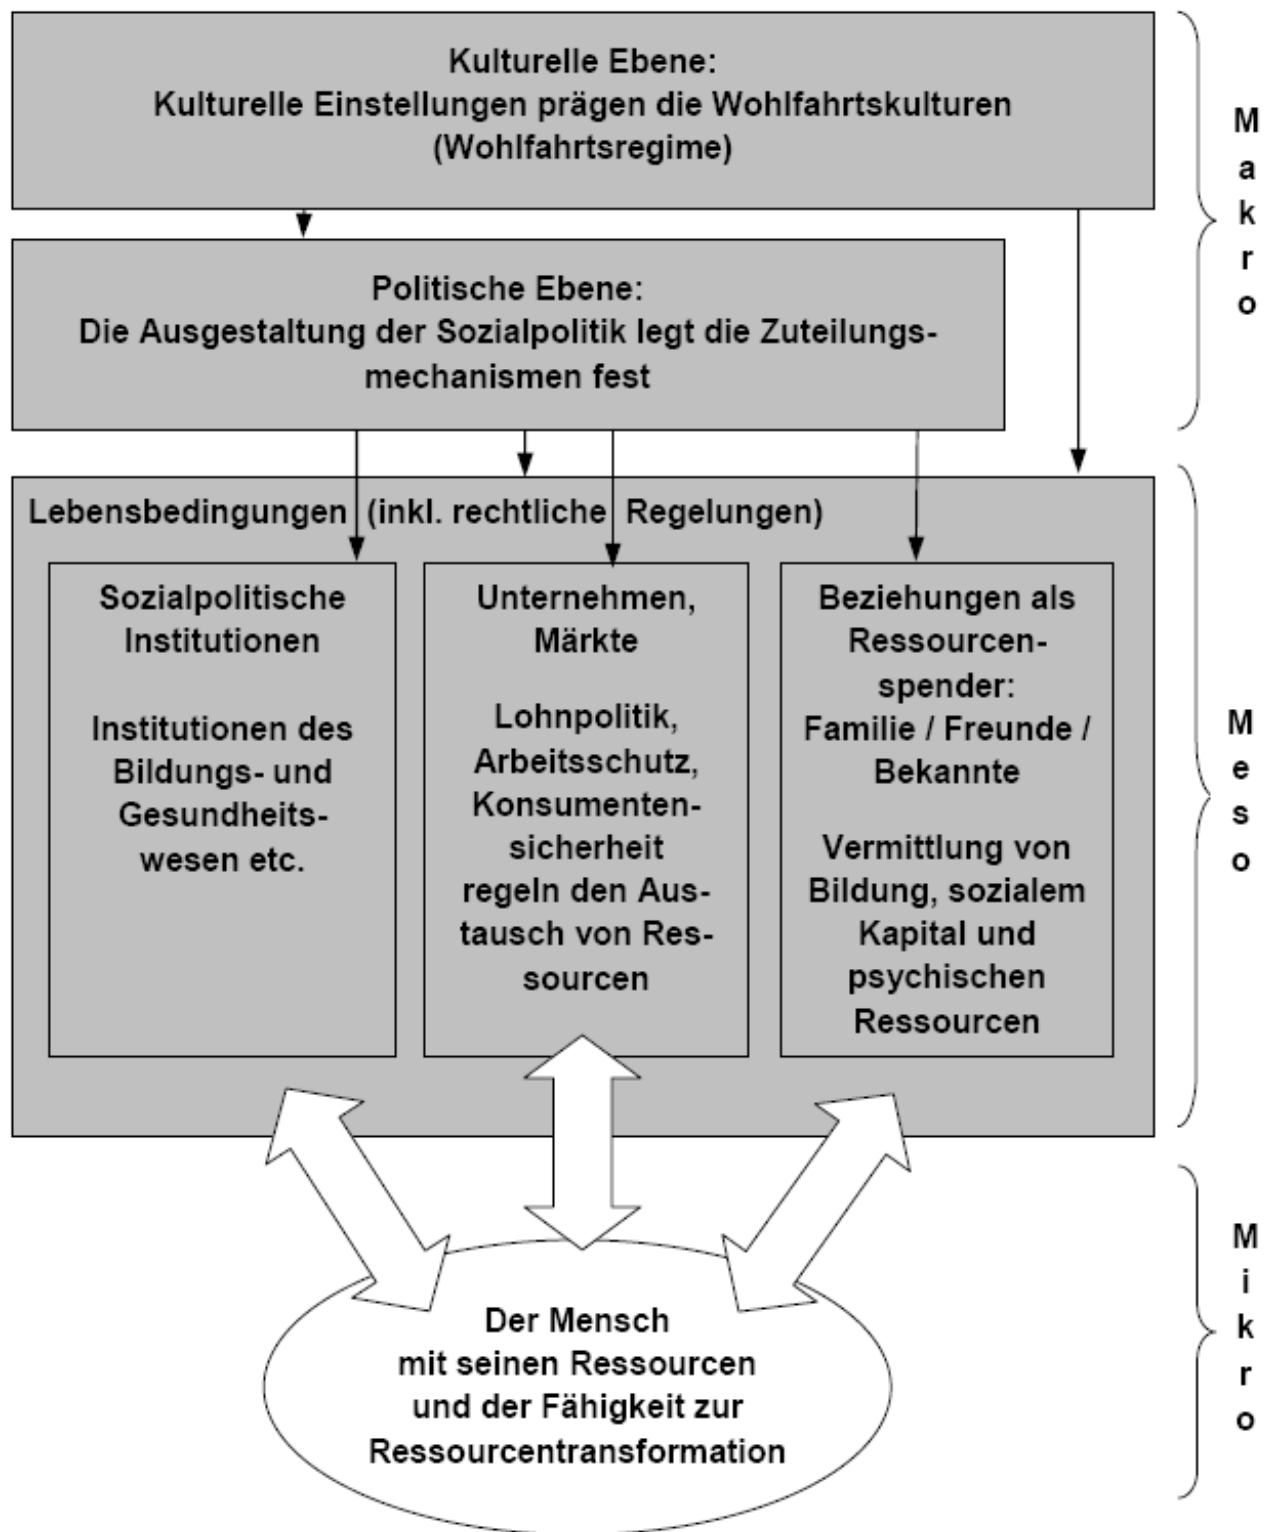 Kulturelle Ebene:
Kulturelle Einstellungen prägen die Wohlfahrtskulturen
(Wohlfahrtsregime)
Makro
Politische Ebene:
Die Ausgestaltung der Sozialpolitik legt die Zuteilungs-
mechanismen fest
Lebensbedingungen (inkl. rechtliche Regelungen)
Sozialpolitische
Institutionen
Institutionen des
Bildungs- und
Gesundheits-
wesen etc.
Unternehmen,
Märkte
Lohnpolitik,
Arbeitsschutz,
Konsumenten-
sicherheit
regeln den Aus-
tausch von Res-
sourcen
Beziehungen als
Ressourcen-
spender:
Familie / Freunde /
Bekannte
Vermittlung von
Bildung, sozialem
Kapital und
psychischen
Ressourcen
Meso
Der Mensch
mit seinen Ressourcen
und der Fähigkeit zur
Ressourcentransformation
Mikro